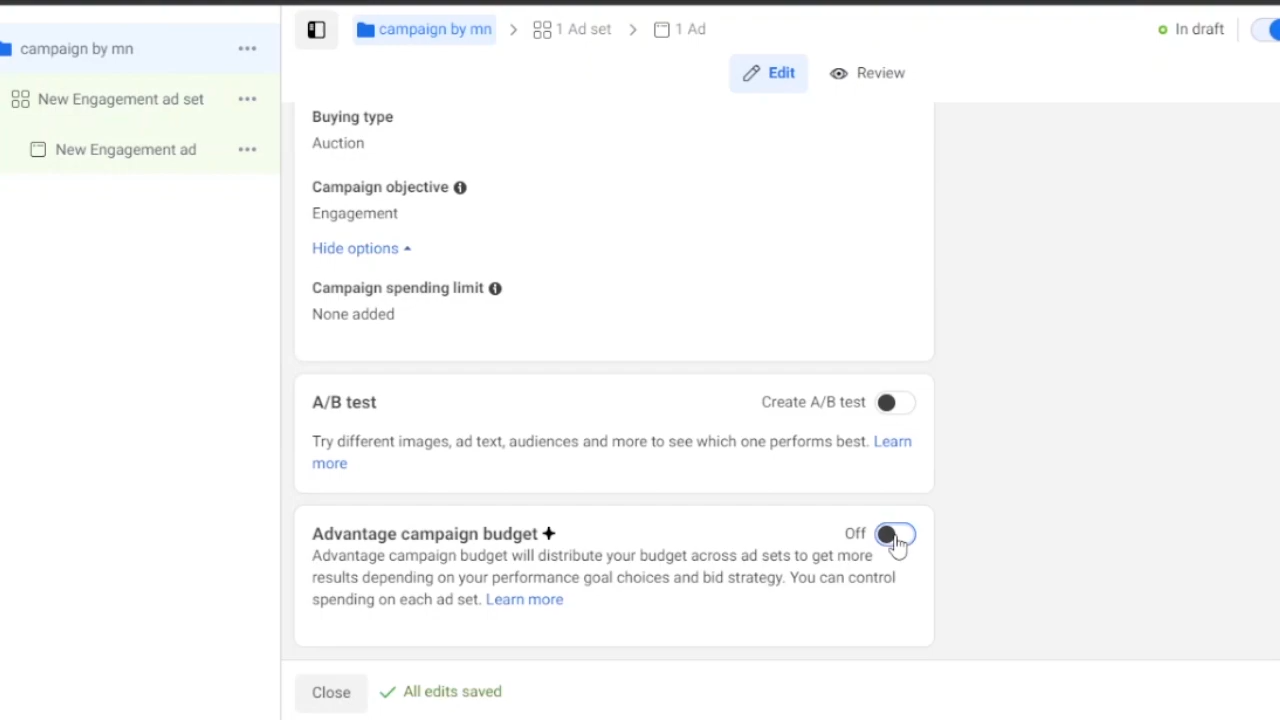 campaign by mn
New Engagement ad set
New Engagement ad
campaign by mn
1 Ad set
1 Ad
In draft
Edit
Review
Buying type
Auction
Campaign objective
Engagement
Hide options
Campaign spending limit
None added
A/B test
Create A/B test
Try different images, ad text, audiences and more to see which one performs best. Learn
more
Advantage campaign budget
Off
Advantage campaign budget will distribute your budget across ad sets to get more
results depending on your performance goal choices and bid strategy. You can control
spending on each ad set. Learn more
Close
All edits saved